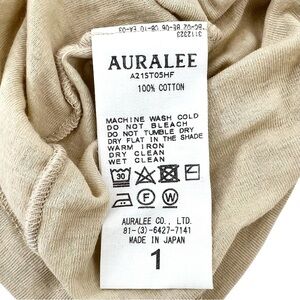 AURALEE
A21ST05HF
100% COTTON
MACHINE WASH COLD
DO NOT BLEACH
DO NOT TUMBLE DRY
DRY FLAT IN THE SHADE
WARM IRON
DRY CLEAN
WET CLEAN
30
F
W
AURALEE CO., LTD.
81-(3)-6427-7141
MADE IN JAPAN
1